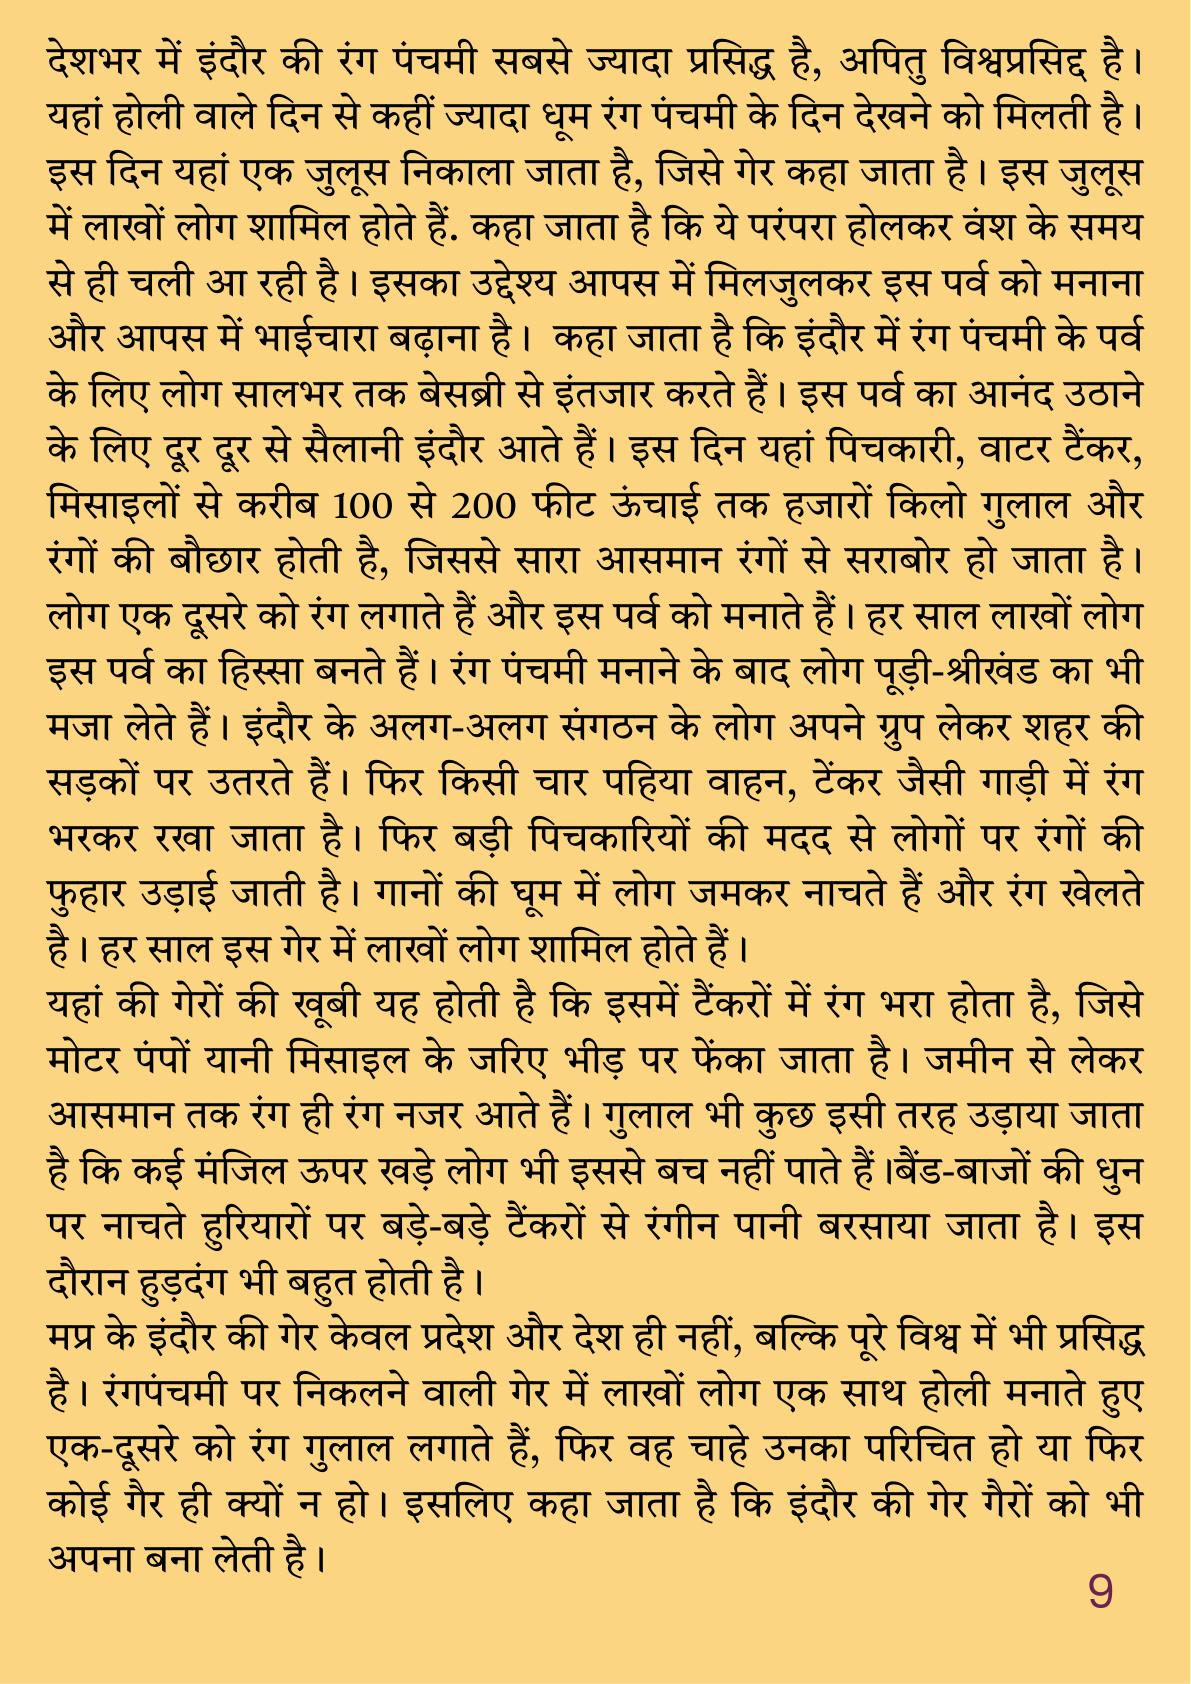 देशभर में इंदौर की रंग पंचमी सबसे ज्यादा प्रसिद्ध है, अपितु विश्वप्रसिद्द है।
यहां होली वाले दिन से कहीं ज्यादा धूम रंग पंचमी के दिन देखने को मिलती है।
इस दिन यहां एक जुलूस निकाला जाता है, जिसे गेर कहा जाता है। इस जुलूस
में लाखों लोग शामिल होते हैं. कहा जाता है कि ये परंपरा होलकर वंश के समय
से ही चली आ रही है। इसका उद्देश्य आपस में मिलजुलकर इस पर्व को मनाना
और आपस में भाईचारा बढ़ाना है। कहा जाता है कि इंदौर में रंग पंचमी के पर्व
के लिए लोग सालभर तक बेसब्री से इंतजार करते हैं। इस पर्व का आनंद उठाने
के लिए दूर दूर से सैलानी इंदौर आते हैं। इस दिन यहां पिचकारी, वाटर टैंकर,
मिसाइलों से करीब 100 से 200 फीट ऊंचाई तक हजारों किलो गुलाल और
रंगों की बौछार होती है, जिससे सारा आसमान रंगों से सराबोर हो जाता है।
लोग एक दूसरे को रंग लगाते हैं और इस पर्व को मनाते हैं। हर साल लाखों लोग
इस पर्व का हिस्सा बनते हैं। रंग पंचमी मनाने के बाद लोग पूड़ी-श्रीखंड का भी
मजा लेते हैं। इंदौर के अलग-अलग संगठन के लोग अपने ग्रुप लेकर शहर की
सड़कों पर उतरते हैं। फिर किसी चार पहिया वाहन, टेंकर जैसी गाड़ी में रंग
भरकर रखा जाता है। फिर बड़ी पिचकारियों की मदद से लोगों पर रंगों की
फुहार उड़ाई जाती है। गानों की घूम में लोग जमकर नाचते हैं और रंग खेलते
है। हर साल इस गेर में लाखों लोग शामिल होते हैं।
यहां की गेरों की खूबी यह होती है कि इसमें टैंकरों में रंग भरा होता है, जिसे
मोटर पंपों यानी मिसाइल के जरिए भीड़ पर फेंका जाता है। जमीन से लेकर
आसमान तक रंग ही रंग नजर आते हैं। गुलाल भी कुछ इसी तरह उड़ाया जाता
है कि कई मंजिल ऊपर खड़े लोग भी इससे बच नहीं पाते हैं।बैंड-बाजों की धुन
पर नाचते हुरियारों पर बड़े-बड़े टैंकरों से रंगीन पानी बरसाया जाता है। इस
दौरान हुड़दंग भी बहुत होती है।
मप्र के इंदौर की गेर केवल प्रदेश और देश ही नहीं, बल्कि पूरे विश्व में भी प्रसिद्ध
है। रंगपंचमी पर निकलने वाली गेर में लाखों लोग एक साथ होली मनाते हुए
एक-दूसरे को रंग गुलाल लगाते हैं, फिर वह चाहे उनका परिचित हो या फिर
कोई गैर ही क्यों न हो। इसलिए कहा जाता है कि इंदौर की गेर गैरों को भी
अपना बना लेती है।
9